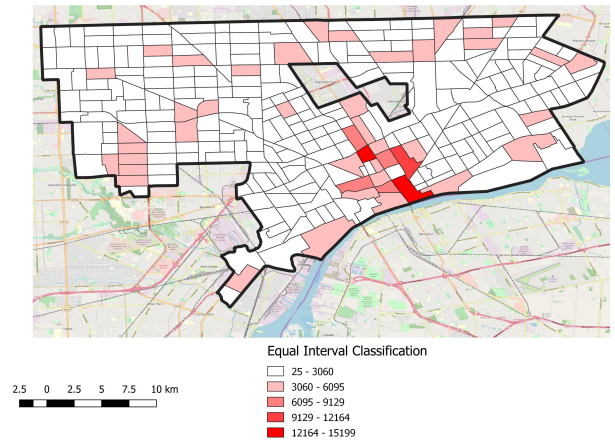 Equal Interval Classification
25 - 3060
3060 - 6095
6095 - 9129
9129 - 12164
12164 - 15199
2.5 0 2.5 5 7.5 10 km